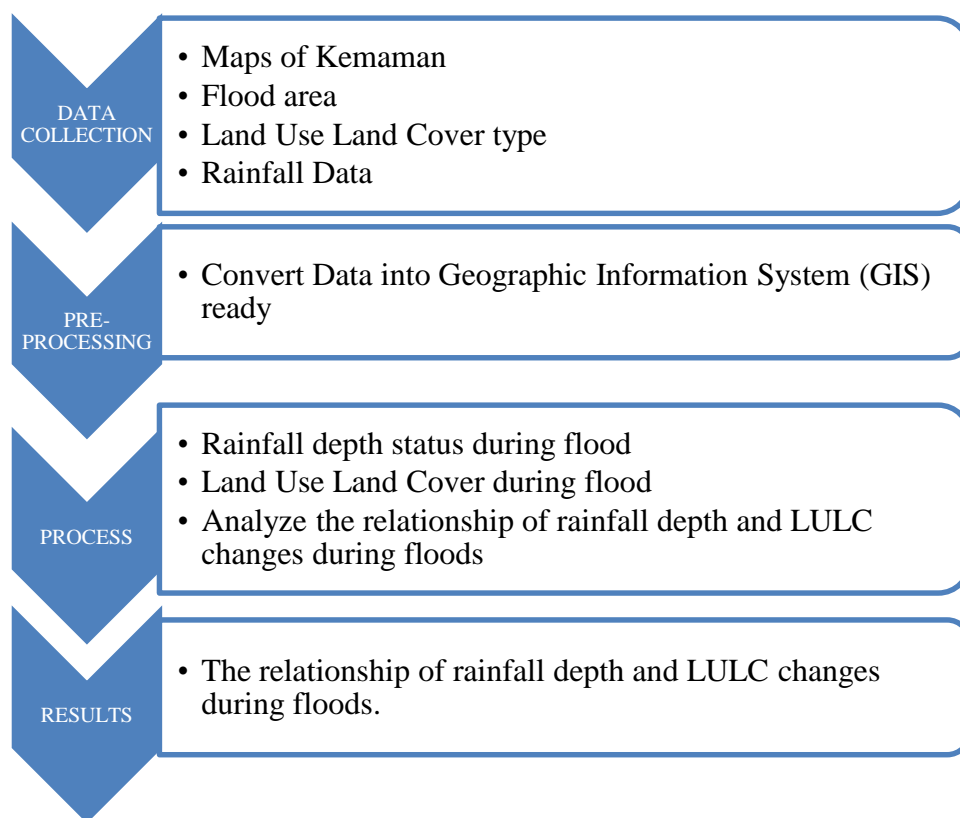 DATA
COLLECTION
• Maps of Kemaman
• Flood area
• Land Use Land Cover type
• Rainfall Data
PRE-
PROCESSING
• Convert Data into Geographic Information System (GIS)
ready
PROCESS
• Rainfall depth status during flood
• Land Use Land Cover during flood
• Analyze the relationship of rainfall depth and LULC
changes during floods
RESULTS
• The relationship of rainfall depth and LULC changes
during floods.